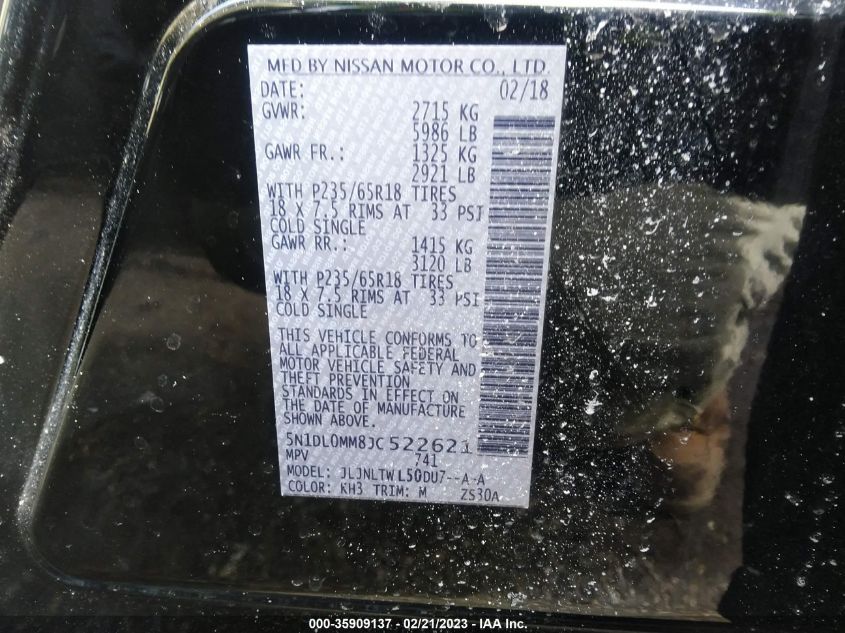 MFD BY NISSAN MOTOR CO., LTD.
DATE: 02/18
GVWR: 2715 KG
5986 LB
GAWR FR.: 1325 KG
2921 LB
WITH P235/65R18 TIRES
18 X 7.5 RIMS AT 33 PSI
COLD SINGLE
GAWR RR.: 1415 KG
3120 LB
WITH P235/65R18 TIRES
18 X 7.5 RIMS AT 33 PSI
COLD SINGLE
THIS VEHICLE CONFORMS TO
ALL APPLICABLE FEDERAL
MOTOR VEHICLE SAFETY AND
THEFT PREVENTION
STANDARDS IN EFFECT ON
THE DATE OF MANUFACTURE
SHOWN ABOVE.
5N1DL0MM8JC522621
MPV 741
MODEL: JLJNLTWL50DU7--A-A
COLOR: KH3 TRIM: M ZS30A
000-35909137 - 02/21/2023 - IAA Inc.